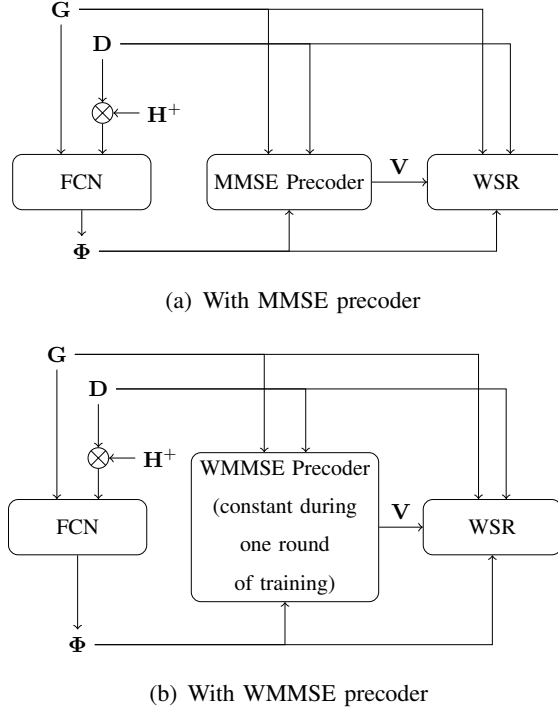 G
D
H⁺
FCN
MMSE Precoder
V
WSR
Φ
(a) With MMSE precoder
G
D
H⁺
WMMSE Precoder
(constant during
one round
of training)
FCN
V
WSR
Φ
(b) With WMMSE precoder